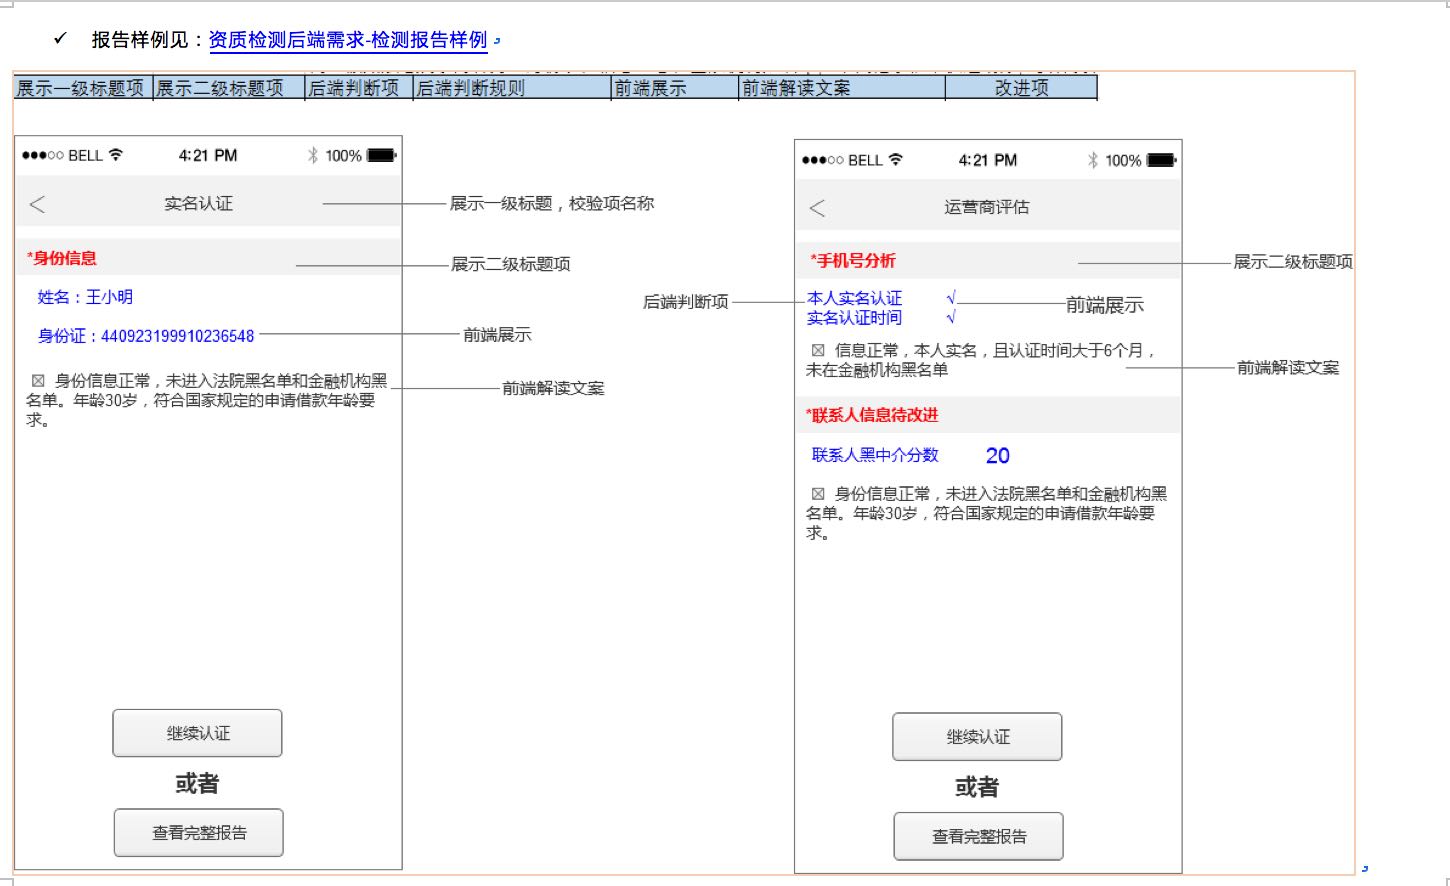 ✓ 报告样例见：资质检测后端需求-检测报告样例
展示一级标题项 展示二级标题项 后端判断项 后端判断规则 前端展示 前端解读文案 改进项
●●●○○ BELL 4:21 PM 100%
< 实名认证
展示一级标题，校验项名称
*身份信息
展示二级标题项
姓名：王小明
身份证：440923199910236548
前端展示
☒ 身份信息正常，未进入法院黑名单和金融机构黑
名单。年龄30岁，符合国家规定的申请借款年龄要
求。
前端解读文案
继续认证
或者
查看完整报告
●●●○○ BELL 4:21 PM 100%
< 运营商评估
*手机号分析
展示二级标题项
后端判断项
本人实名认证 √
实名认证时间 √
前端展示
☒ 信息正常，本人实名，且认证时间大于6个月，
未在金融机构黑名单
前端解读文案
*联系人信息待改进
联系人黑中介分数 20
☒ 身份信息正常，未进入法院黑名单和金融机构黑
名单。年龄30岁，符合国家规定的申请借款年龄要
求。
继续认证
或者
查看完整报告